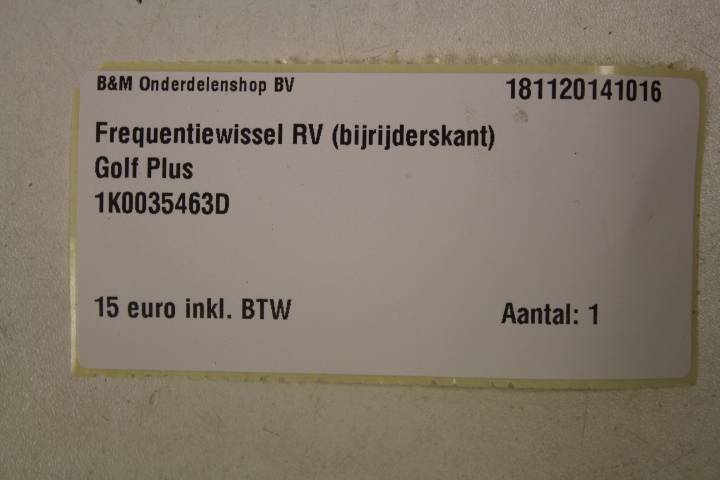 B&M Onderdelenshop BV 181120141016
Frequentiewissel RV (bijrijderskant)
Golf Plus
1K0035463D
15 euro inkl. BTW Aantal: 1